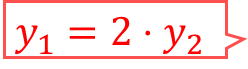 y₁ = 2 · y₂